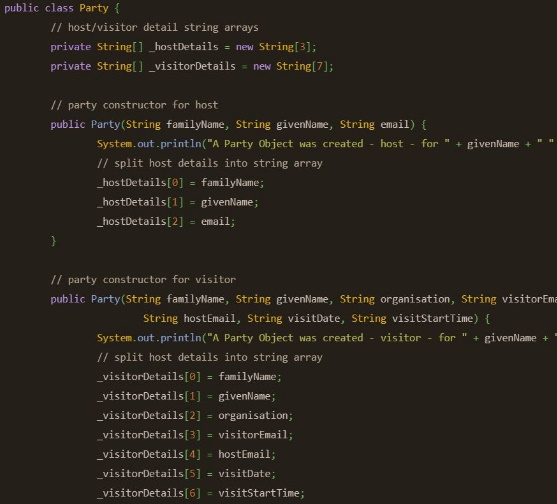 public class Party {
// host/visitor detail string arrays
private String[] _hostDetails = new String[3];
private String[] _visitorDetails = new String[7];
// party constructor for host
public Party(String familyName, String givenName, String email) {
System.out.println("A Party Object was created - host - for " + givenName + " "
// split host details into string array
_hostDetails[0] = familyName;
_hostDetails[1] = givenName;
_hostDetails[2] = email;
}
// party constructor for visitor
public Party(String familyName, String givenName, String organisation, String visitorEma
String hostEmail, String visitDate, String visitStartTime) {
System.out.println("A Party Object was created - visitor - for " + givenName + "
// split host details into string array
_visitorDetails[0] = familyName;
_visitorDetails[1] = givenName;
_visitorDetails[2] = organisation;
_visitorDetails[3] = visitorEmail;
_visitorDetails[4] = hostEmail;
_visitorDetails[5] = visitDate;
_visitorDetails[6] = visitStartTime;